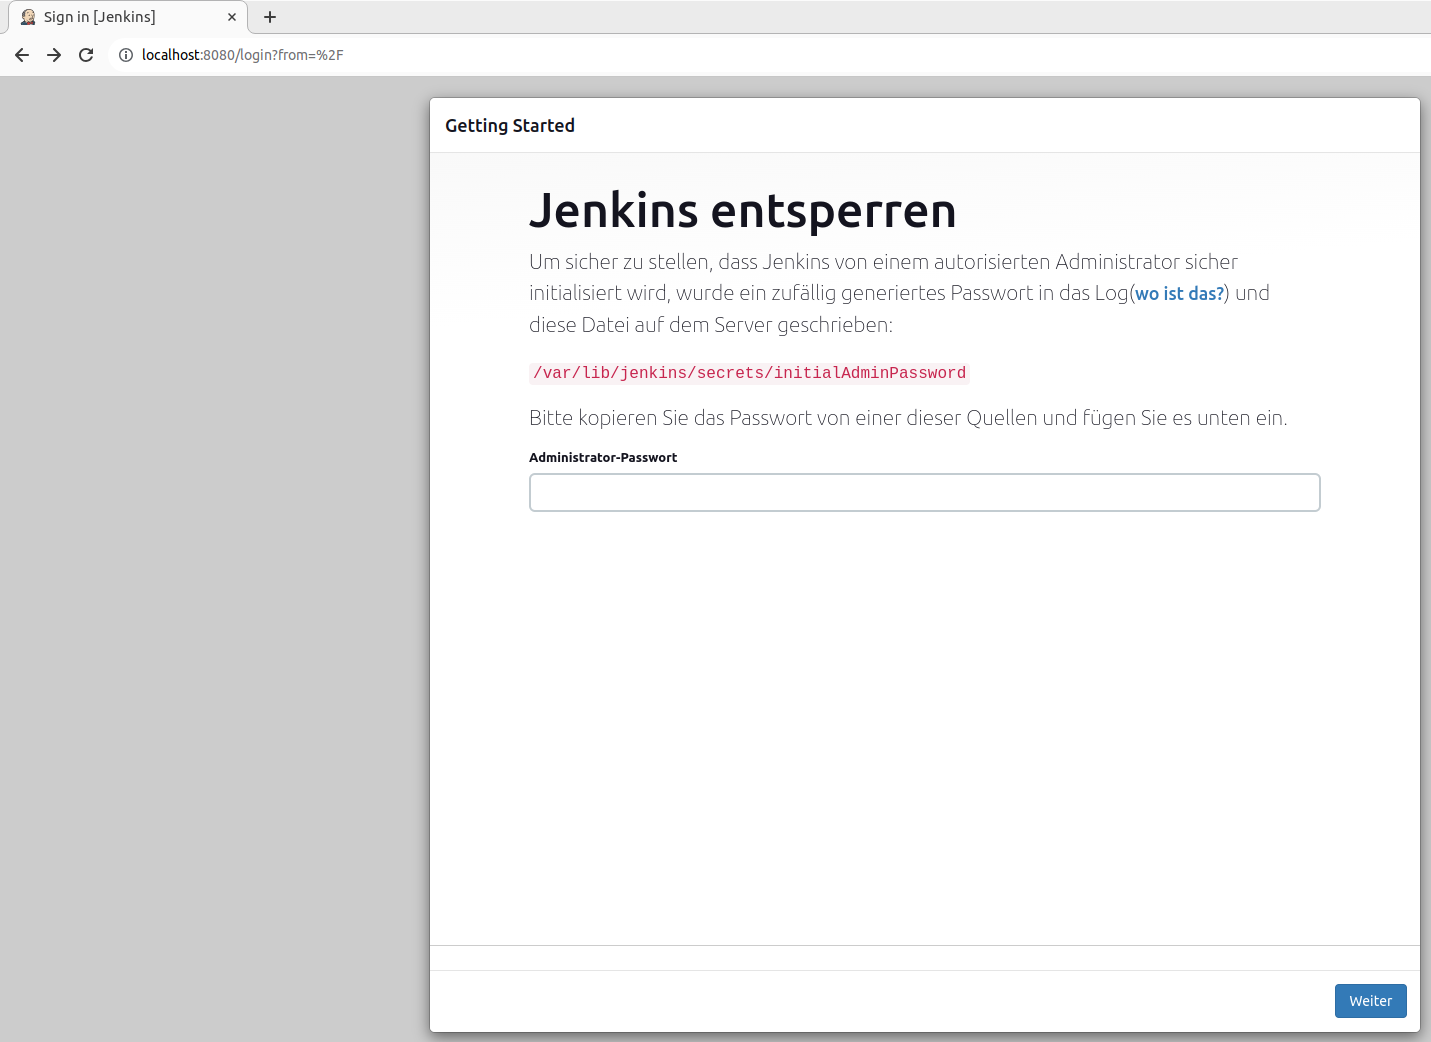 Sign in [Jenkins]
localhost:8080/login?from=%2F
Getting Started
Jenkins entsperren
Um sicher zu stellen, dass Jenkins von einem autorisierten Administrator sicher
initialisiert wird, wurde ein zufällig generiertes Passwort in das Log(wo ist das?) und
diese Datei auf dem Server geschrieben:
/var/lib/jenkins/secrets/initialAdminPassword
Bitte kopieren Sie das Passwort von einer dieser Quellen und fügen Sie es unten ein.
Administrator-Passwort
Weiter